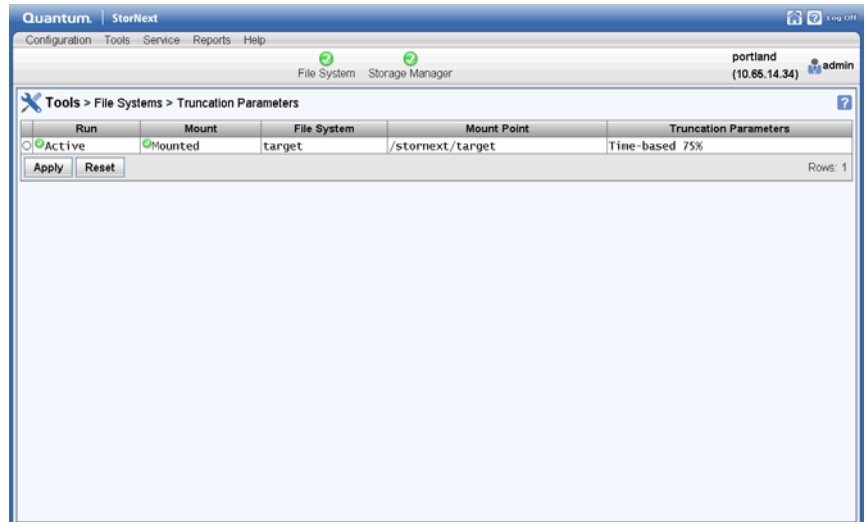 Quantum. StorNext Log Off
Configuration Tools Service Reports Help
File System Storage Manager
portland
(10.65.14.34)
admin
Tools > File Systems > Truncation Parameters
Run Mount File System Mount Point Truncation Parameters
Active Mounted target /stornext/target Time-based 75%
Apply Reset Rows: 1